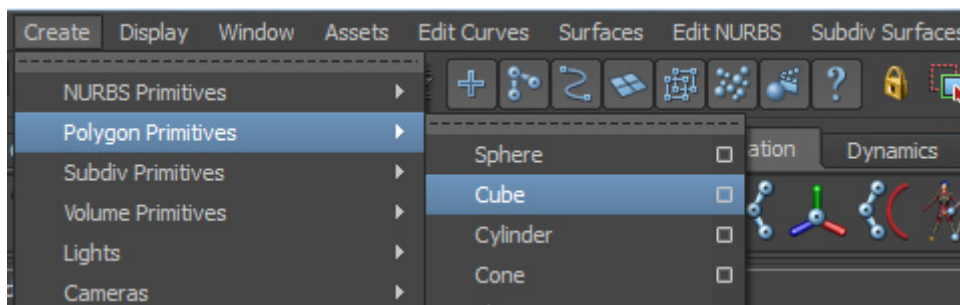 Create Display Window Assets Edit Curves Surfaces Edit NURBS Subdiv Surfaces
NURBS Primitives
Polygon Primitives
Subdiv Primitives
Volume Primitives
Lights
Cameras
Sphere
Cube
Cylinder
Cone
ation Dynamics